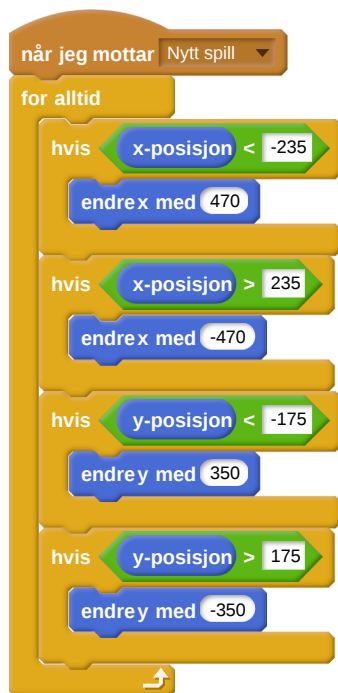 når jeg mottar Nytt spill
for alltid
hvis x-posisjon < -235
endre x med 470
hvis x-posisjon > 235
endre x med -470
hvis y-posisjon < -175
endre y med 350
hvis y-posisjon > 175
endre y med -350